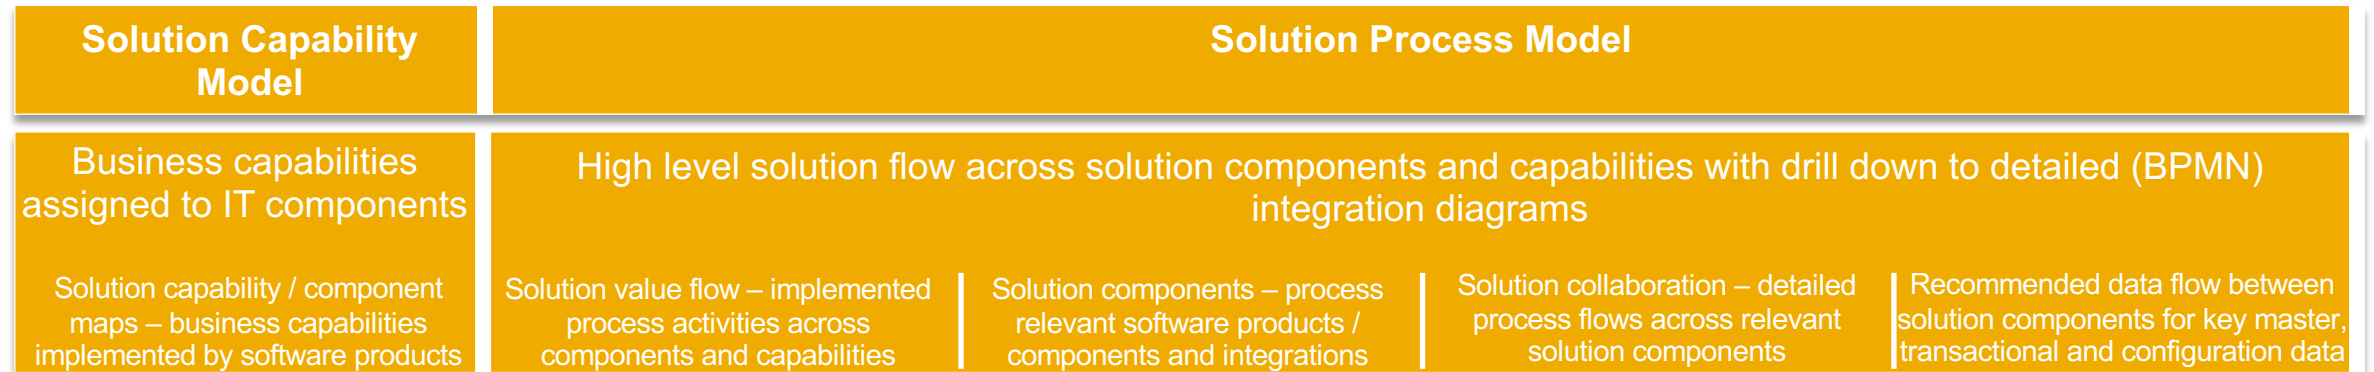 Solution Capability
Model
Solution Process Model
Business capabilities
assigned to IT components
High level solution flow across solution components and capabilities with drill down to detailed (BPMN)
integration diagrams
Solution capability / component
maps – business capabilities
implemented by software products
Solution value flow – implemented
process activities across
components and capabilities
Solution components – process
relevant software products /
components and integrations
Solution collaboration – detailed
process flows across relevant
solution components
Recommended data flow between
solution components for key master,
transactional and configuration data